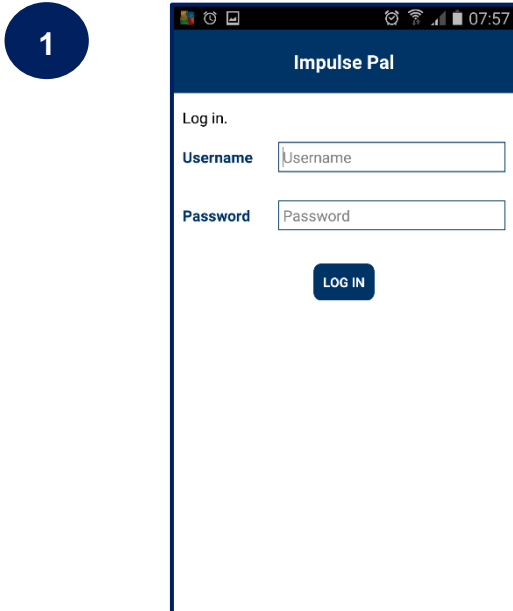 1
07:57
Impulse Pal
Log in.
Username Username
Password Password
LOG IN